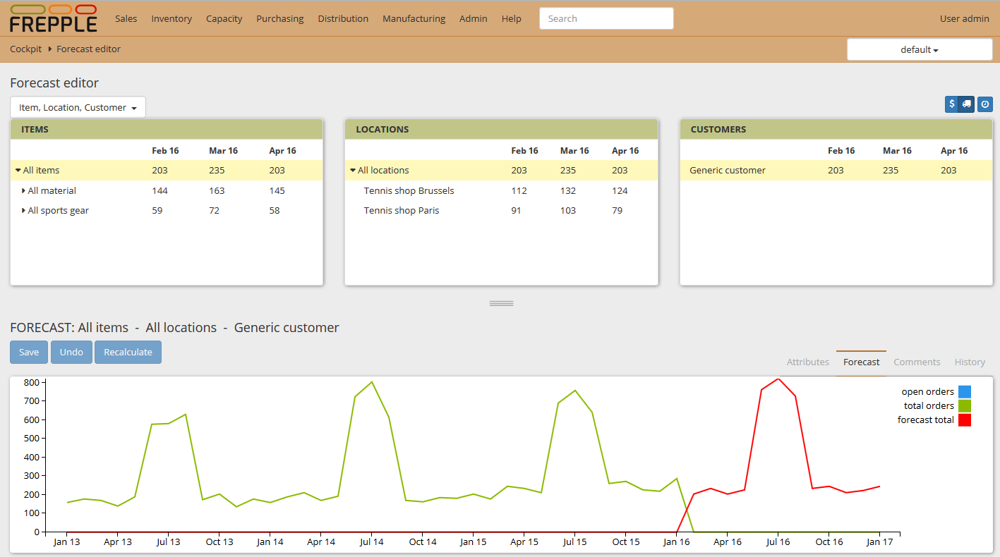 FREPPLE Sales Inventory Capacity Purchasing Distribution Manufacturing Admin Help Search User admin
Cockpit Forecast editor default
Forecast editor
Item, Location, Customer $
ITEMS LOCATIONS CUSTOMERS
Feb 16 Mar 16 Apr 16 Feb 16 Mar 16 Apr 16 Feb 16 Mar 16 Apr 16
All items 203 235 203 All locations 203 235 203 Generic customer 203 235 203
All material 144 163 145 Tennis shop Brussels 112 132 124
All sports gear 59 72 58 Tennis shop Paris 91 103 79
FORECAST: All items - All locations - Generic customer
Save Undo Recalculate
Attributes Forecast Comments History
800
700
600
500
400
300
200
100
0
open orders
total orders
forecast total
Jan 13 Apr 13 Jul 13 Oct 13 Jan 14 Apr 14 Jul 14 Oct 14 Jan 15 Apr 15 Jul 15 Oct 15 Jan 16 Apr 16 Jul 16 Oct 16 Jan 17